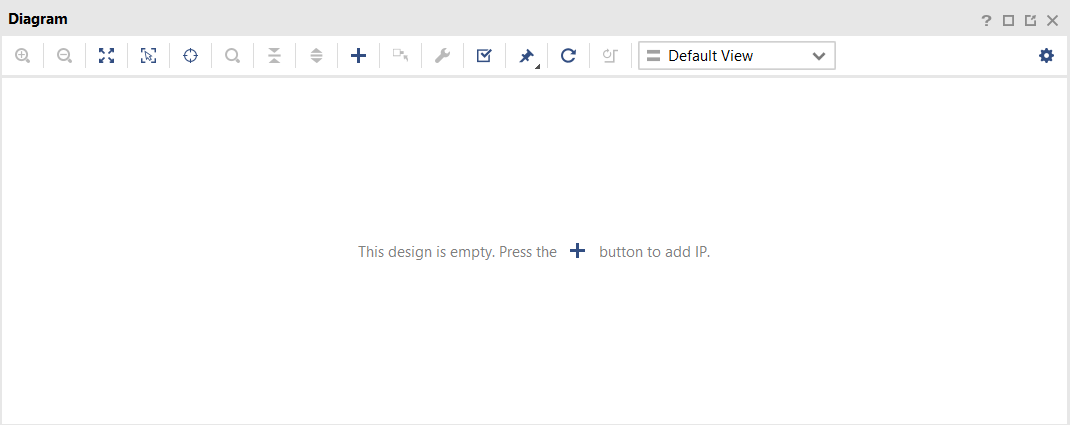 Diagram
Default View
This design is empty. Press the + button to add IP.